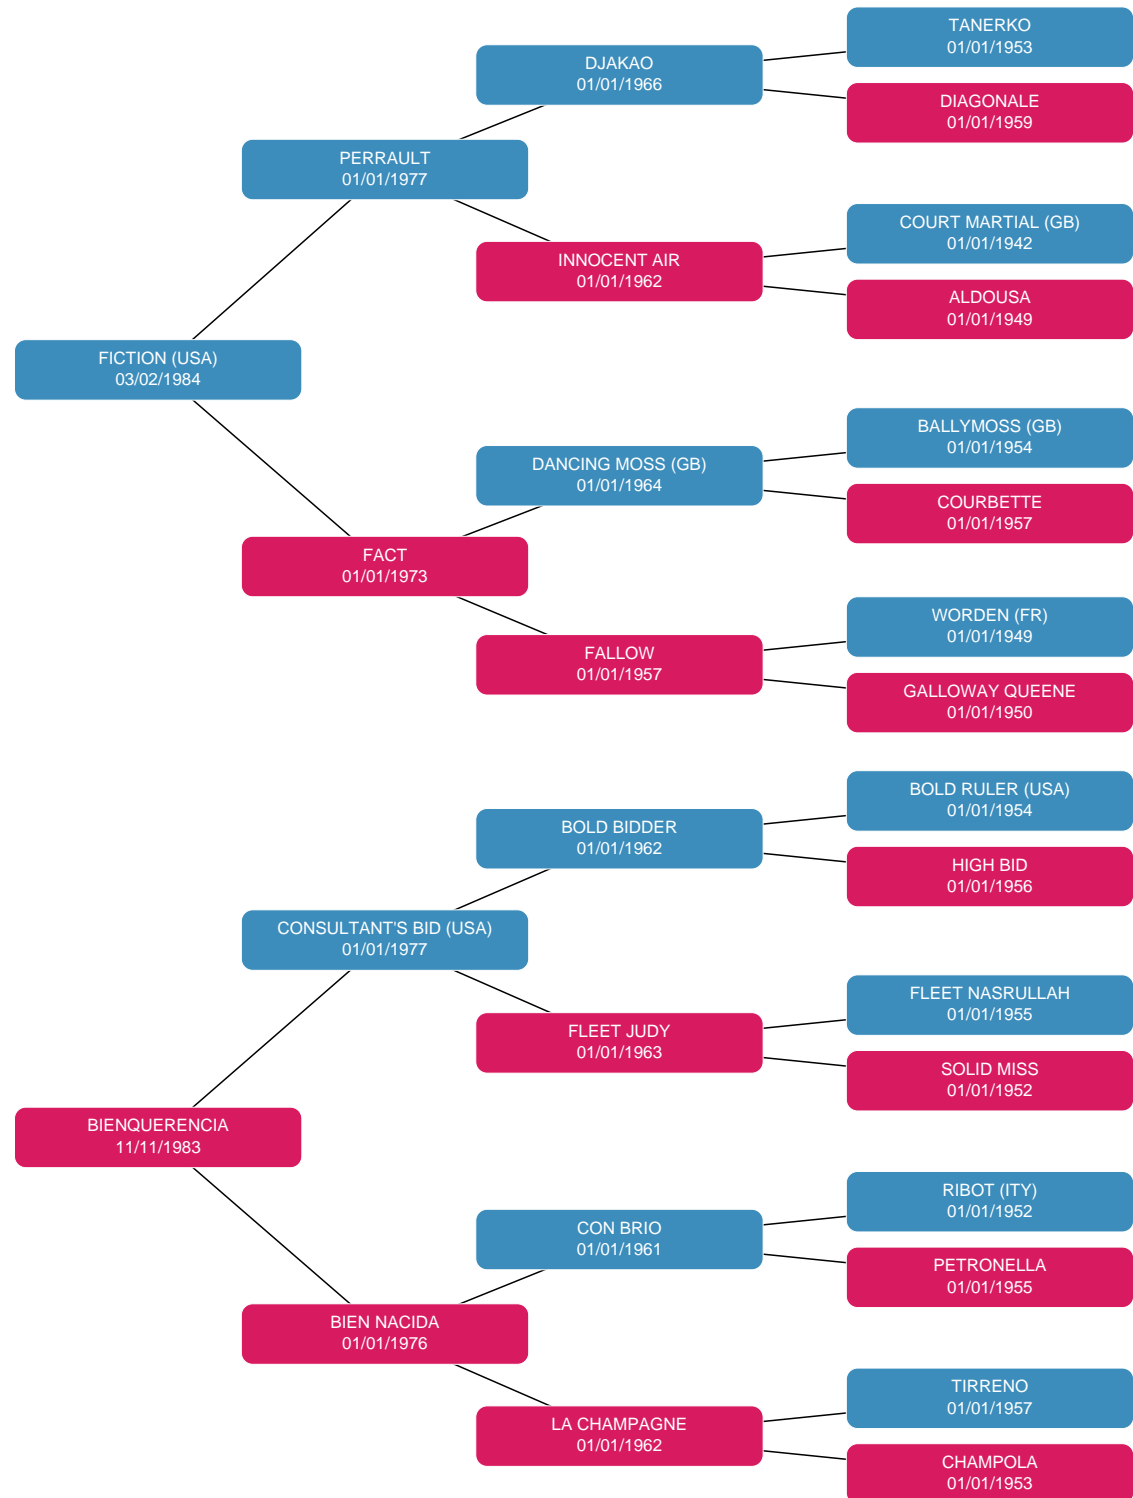 TANERKO
01/01/1953
DJAKAO
01/01/1966
DIAGONALE
01/01/1959
PERRAULT
01/01/1977
COURT MARTIAL (GB)
01/01/1942
INNOCENT AIR
01/01/1962
ALDOUSA
01/01/1949
FICTION (USA)
03/02/1984
BALLYMOSS (GB)
01/01/1954
DANCING MOSS (GB)
01/01/1964
COURBETTE
01/01/1957
FACT
01/01/1973
WORDEN (FR)
01/01/1949
FALLOW
01/01/1957
GALLOWAY QUEENE
01/01/1950
BOLD RULER (USA)
01/01/1954
BOLD BIDDER
01/01/1962
HIGH BID
01/01/1956
CONSULTANT'S BID (USA)
01/01/1977
FLEET NASRULLAH
01/01/1955
FLEET JUDY
01/01/1963
SOLID MISS
01/01/1952
BIENQUERENCIA
11/11/1983
RIBOT (ITY)
01/01/1952
CON BRIO
01/01/1961
PETRONELLA
01/01/1955
BIEN NACIDA
01/01/1976
TIRRENO
01/01/1957
LA CHAMPAGNE
01/01/1962
CHAMPOLA
01/01/1953